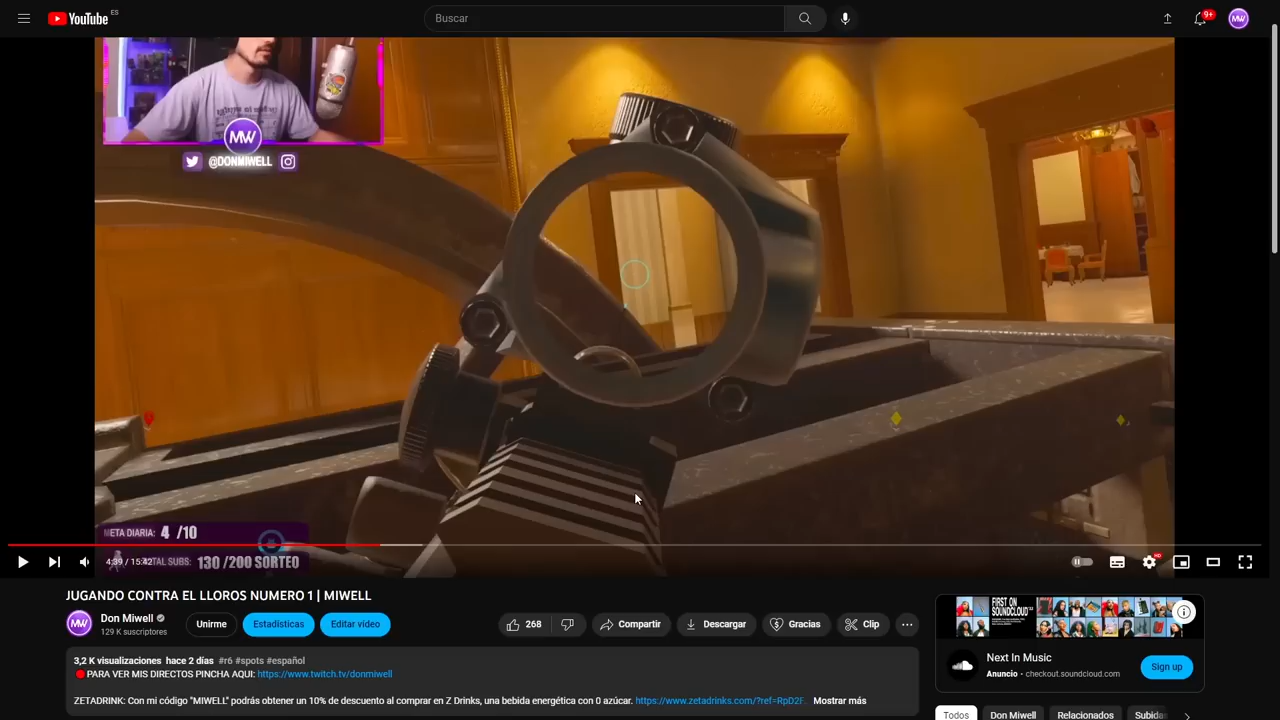 YouTube ES
Buscar
9+
MW
MW
@DONMIWELL
META DIARIA: 4 /10
TOTAL SUBS: 130 /200 SORTEO
4:39 / 15:42
HD
JUGANDO CONTRA EL LLOROS NUMERO 1 | MIWELL
MW
Don Miwell
129 K suscriptores
Unirme
Estadísticas
Editar vídeo
268
Compartir
Descargar
Gracias
Clip
3,2 K visualizaciones hace 2 días #r6 #spots #español
PARA VER MIS DIRECTOS PINCHA AQUI: https://www.twitch.tv/donmiwell
ZETADRINK: Con mi código "MIWELL" podrás obtener un 10% de descuento al comprar en Z Drinks, una bebida energética con 0 azúcar. https://www.zetadrinks.com/?ref=RpD2F
Mostrar más
FIRST ON
SOUNDCLOUD
Next In Music
Anuncio • checkout.soundcloud.com
Sign up
Todos
Don Miwell
Relacionados
Subida